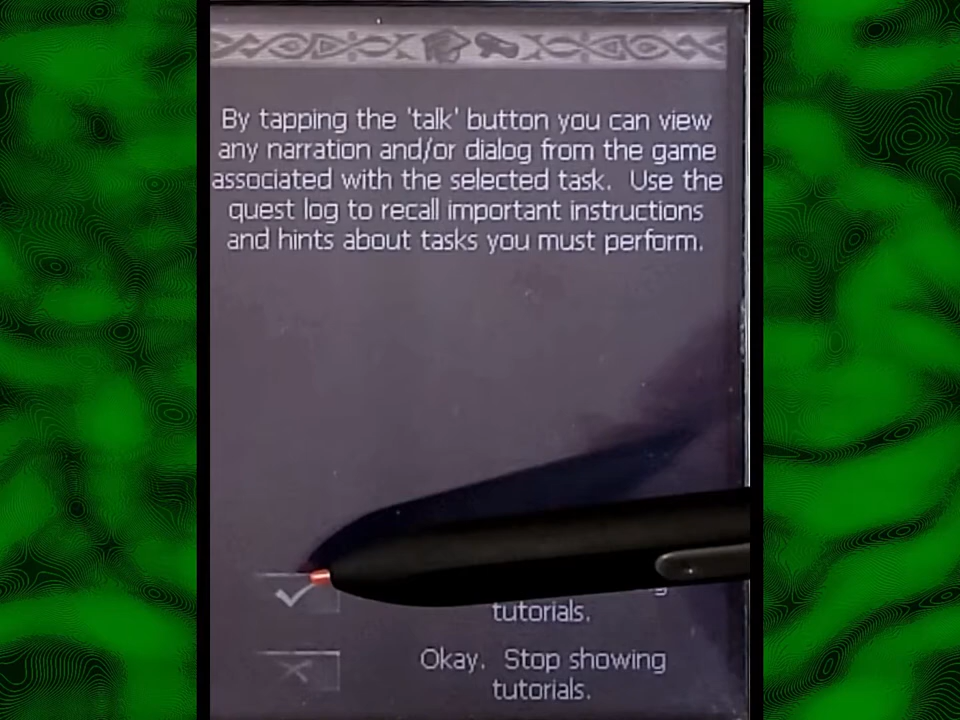 By tapping the 'talk' button you can view
any narration and/or dialog from the game
associated with the selected task.  Use the
quest log to recall important instructions
and hints about tasks you must perform.
tutorials.
Okay.  Stop showing
tutorials.